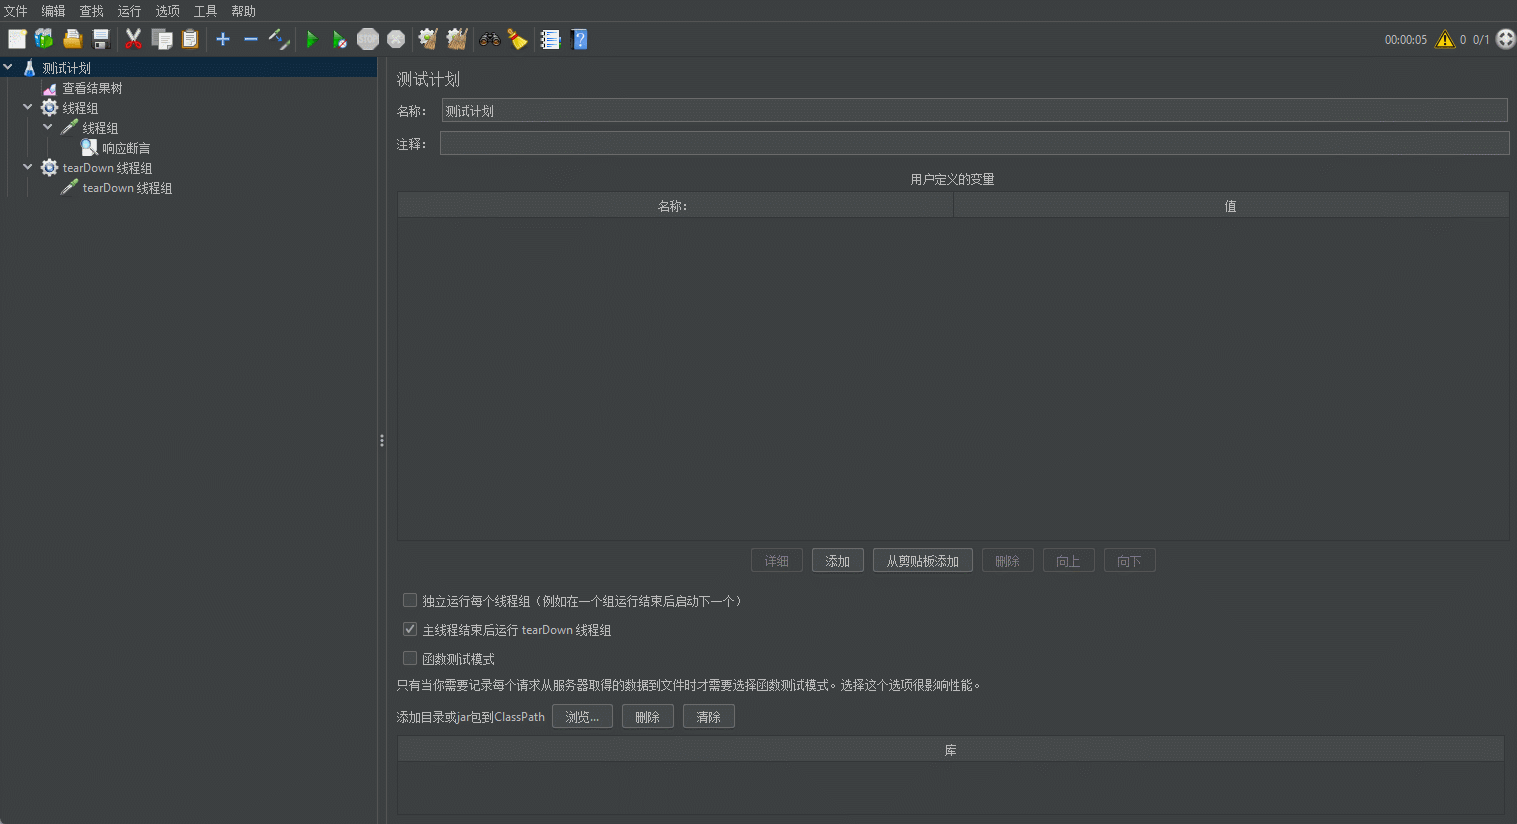 文件 编辑 查找 运行 选项 工具 帮助
00:00:05 0 0/1
测试计划
查看结果树
线程组
线程组
响应断言
tearDown 线程组
tearDown 线程组
测试计划
名称： 测试计划
注释：
用户定义的变量
名称： 值
详细 添加 从剪贴板添加 删除 向上 向下
独立运行每个线程组（例如在一个组运行结束后启动下一个）
主线程结束后运行 tearDown 线程组
函数测试模式
只有当你需要记录每个请求从服务器取得的数据到文件时才需要选择函数测试模式。选择这个选项很影响性能。
添加目录或jar包到ClassPath 浏览... 删除 清除
库